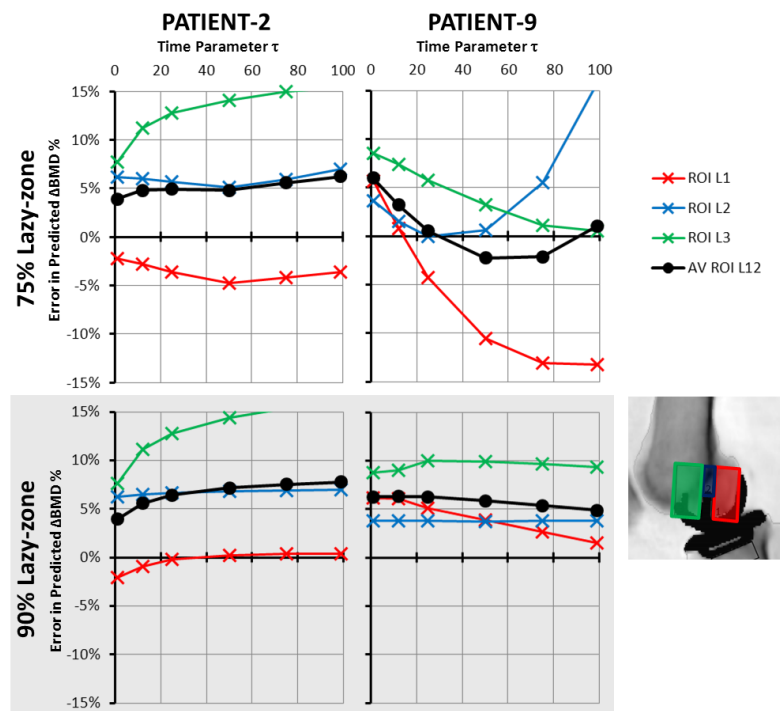 PATIENT-2
PATIENT-9
Time Parameter τ
Time Parameter τ
0 20 40 60 80 100
0 20 40 60 80 100
75% Lazy-zone
Error in Predicted ΔBMD %
15%
10%
5%
0%
-5%
-10%
-15%
ROI L1
ROI L2
ROI L3
AV ROI L12
90% Lazy-zone
Error in Predicted ΔBMD %
15%
10%
5%
0%
-5%
-10%
-15%